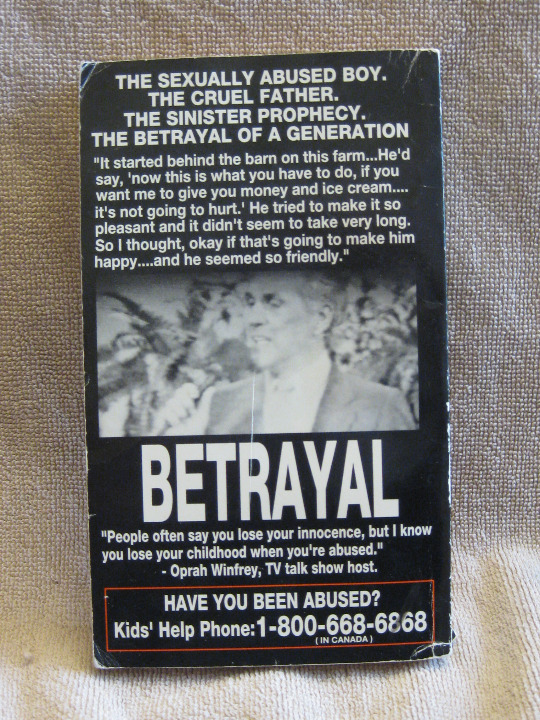 THE SEXUALLY ABUSED BOY.
THE CRUEL FATHER.
THE SINISTER PROPHECY.
THE BETRAYAL OF A GENERATION
"It started behind the barn on this farm...He'd
say, 'now this is what you have to do, if you
want me to give you money and ice cream....
it's not going to hurt.' He tried to make it so
pleasant and it didn't seem to take very long.
So I thought, okay if that's going to make him
happy....and he seemed so friendly."
BETRAYAL
"People often say you lose your innocence, but I know
you lose your childhood when you're abused."
- Oprah Winfrey, TV talk show host.
HAVE YOU BEEN ABUSED?
Kids' Help Phone:1-800-668-6868
(IN CANADA)